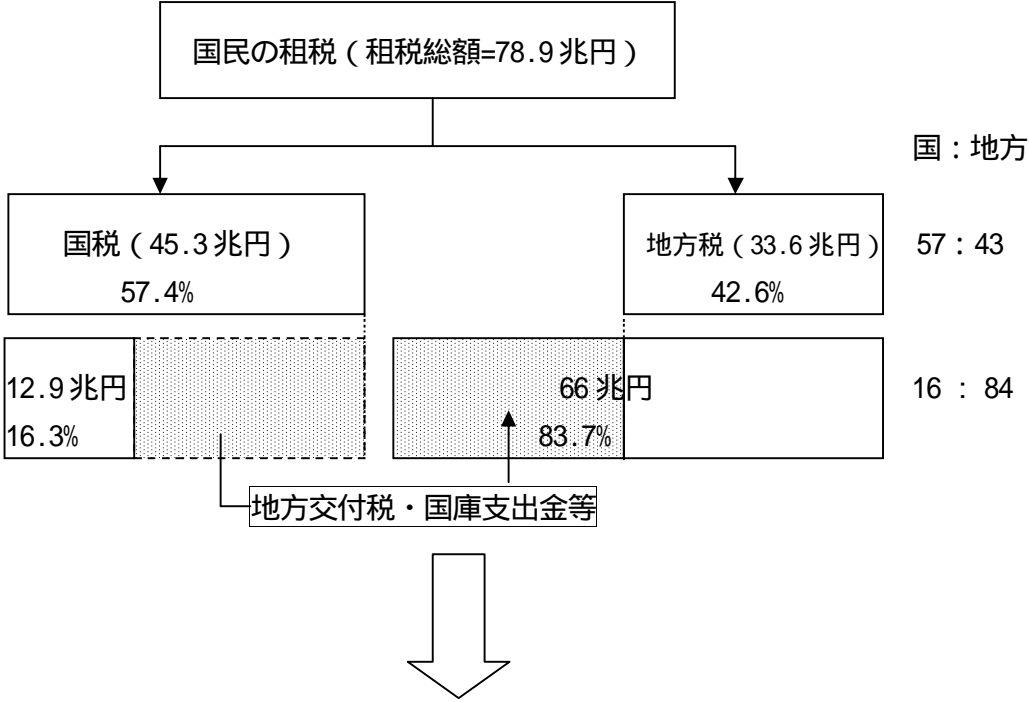 国民の租税（租税総額=78.9兆円）
国：地方
国税（45.3兆円）
57.4%
地方税（33.6兆円）
42.6%
57：43
12.9兆円
16.3%
66兆円
83.7%
16 : 84
地方交付税・国庫支出金等